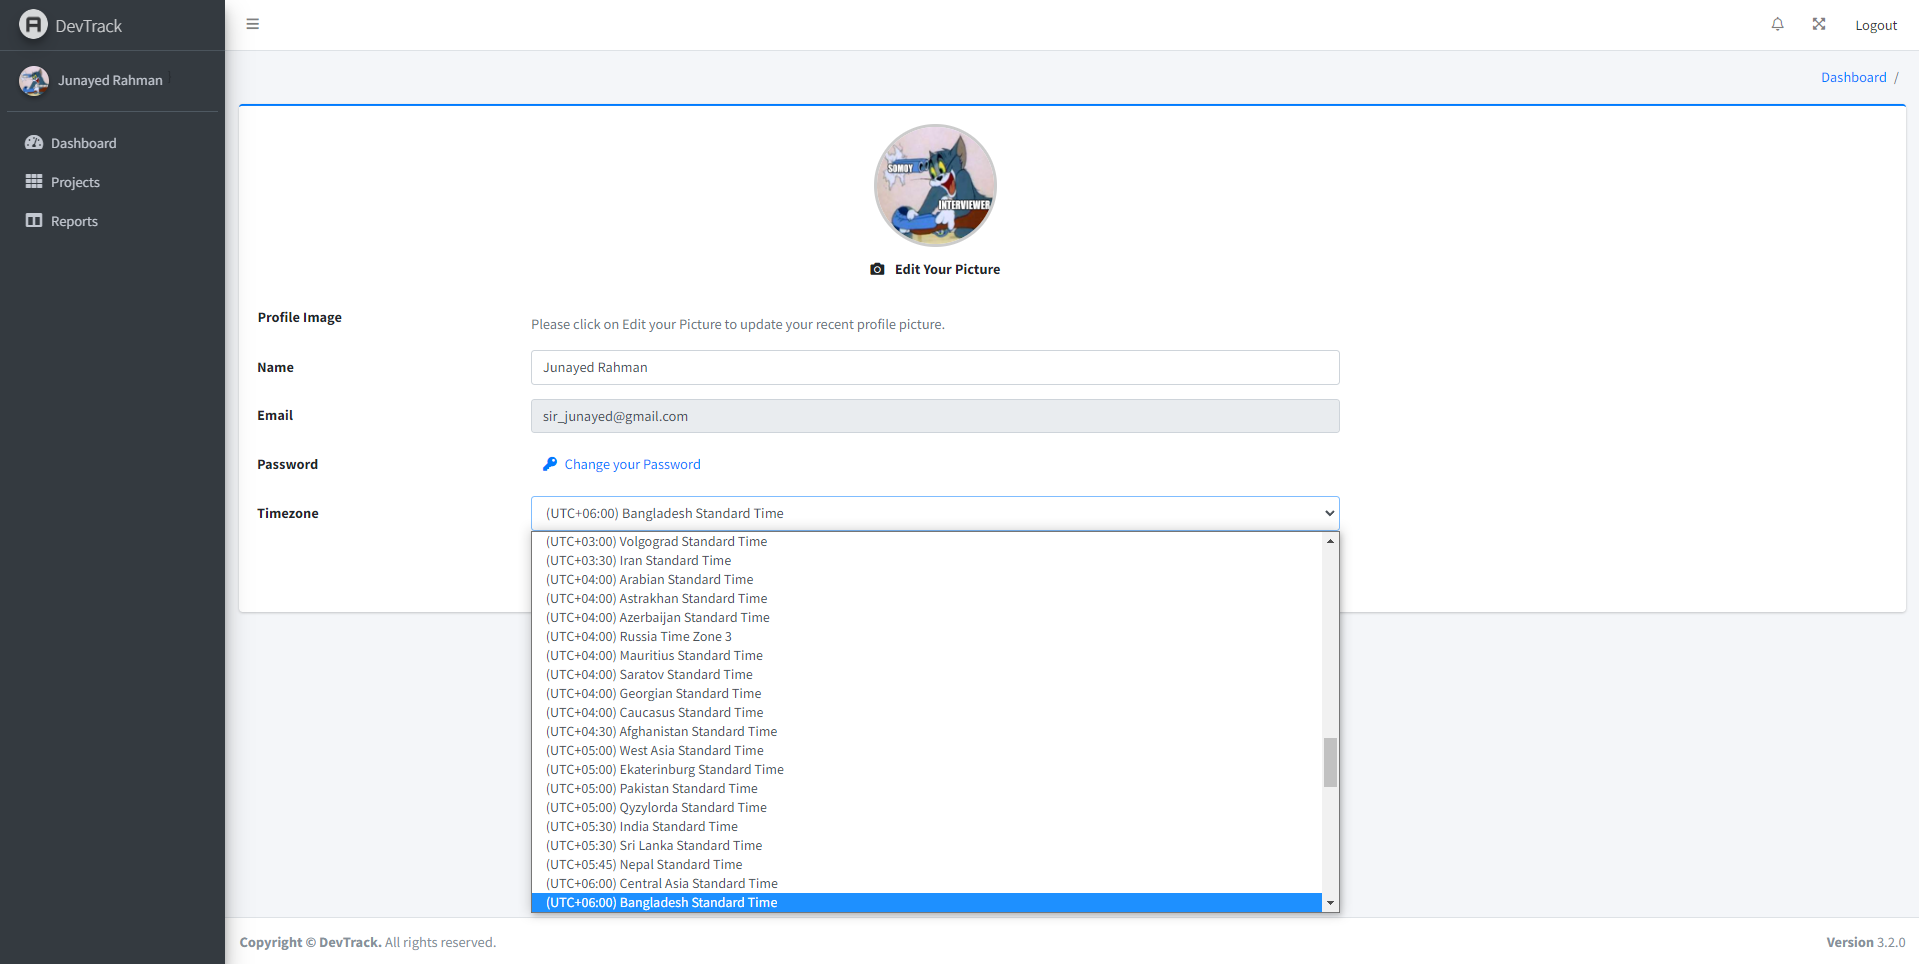 DevTrack
Logout
Junayed Rahman
Dashboard /
Dashboard
Projects
Reports
SOMOY
INTERVIEWER
Edit Your Picture
Profile Image
Please click on Edit your Picture to update your recent profile picture.
Name
Junayed Rahman
Email
sir_junayed@gmail.com
Password
Change your Password
Timezone
(UTC+06:00) Bangladesh Standard Time
(UTC+03:00) Volgograd Standard Time
(UTC+03:30) Iran Standard Time
(UTC+04:00) Arabian Standard Time
(UTC+04:00) Astrakhan Standard Time
(UTC+04:00) Azerbaijan Standard Time
(UTC+04:00) Russia Time Zone 3
(UTC+04:00) Mauritius Standard Time
(UTC+04:00) Saratov Standard Time
(UTC+04:00) Georgian Standard Time
(UTC+04:00) Caucasus Standard Time
(UTC+04:30) Afghanistan Standard Time
(UTC+05:00) West Asia Standard Time
(UTC+05:00) Ekaterinburg Standard Time
(UTC+05:00) Pakistan Standard Time
(UTC+05:00) Qyzylorda Standard Time
(UTC+05:30) India Standard Time
(UTC+05:30) Sri Lanka Standard Time
(UTC+05:45) Nepal Standard Time
(UTC+06:00) Central Asia Standard Time
(UTC+06:00) Bangladesh Standard Time
Copyright © DevTrack. All rights reserved.
Version 3.2.0